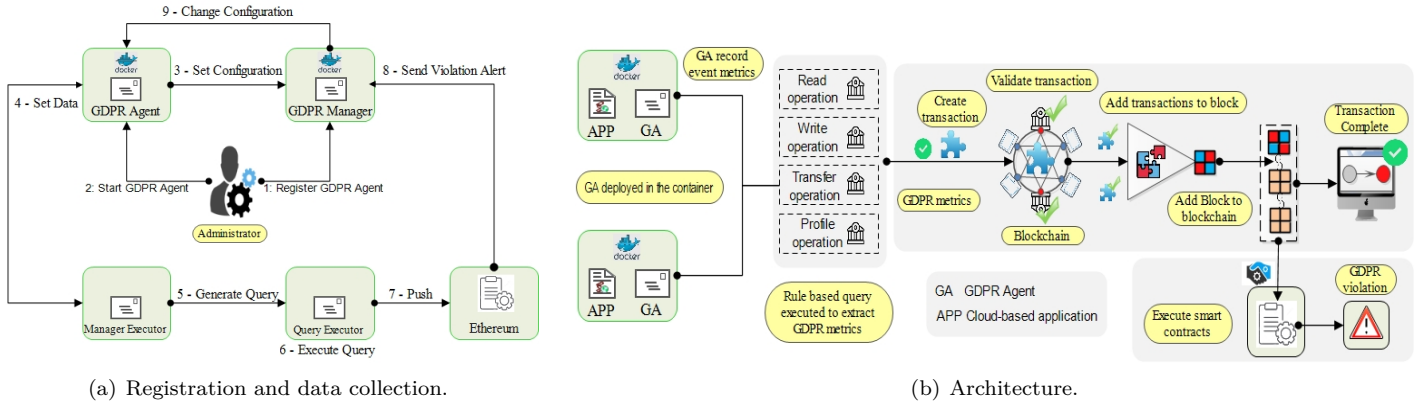 9 - Change Configuration
docker
GDPR Agent
3 - Set Configuration
docker
GDPR Manager
8 - Send Violation Alert
4 - Set Data
2: Start GDPR Agent
1: Register GDPR Agent
Administrator
Manager Executor
5 - Generate Query
Query Executor
6 - Execute Query
7 - Push
Ethereum
(a) Registration and data collection.
docker
APP
GA
GA record
event metrics
GA deployed in the container
docker
APP
GA
Read
operation
Write
operation
Transfer
operation
Profile
operation
Rule based query
executed to extract
GDPR metrics
Create
transaction
GDPR metrics
Validate transaction
Blockchain
Add transactions to block
Add Block to
blockchain
Transaction
Complete
GA GDPR Agent
APP Cloud-based application
Execute smart
contracts
GDPR
violation
(b) Architecture.